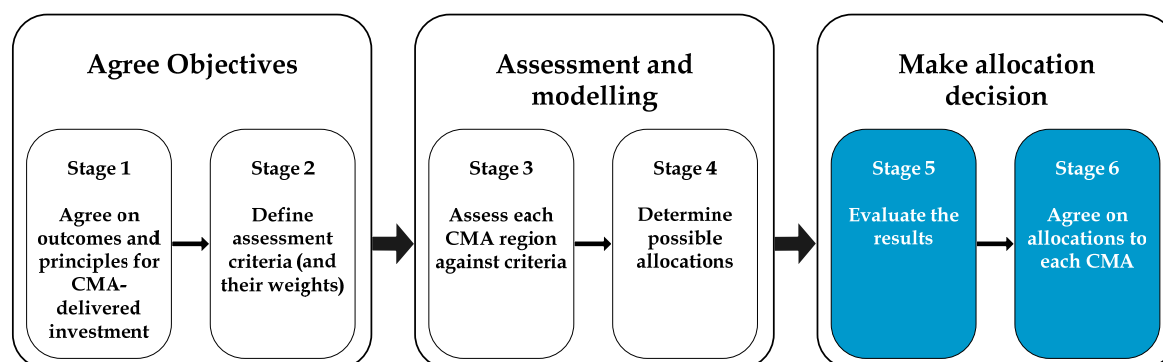 Agree Objectives
Stage 1
Agree on
outcomes and
principles for
CMA-
delivered
investment
Stage 2
Define
assessment
criteria (and
their weights)
Assessment and
modelling
Stage 3
Assess each
CMA region
against criteria
Stage 4
Determine
possible
allocations
Make allocation
decision
Stage 5
Evaluate the
results
Stage 6
Agree on
allocations to
each CMA